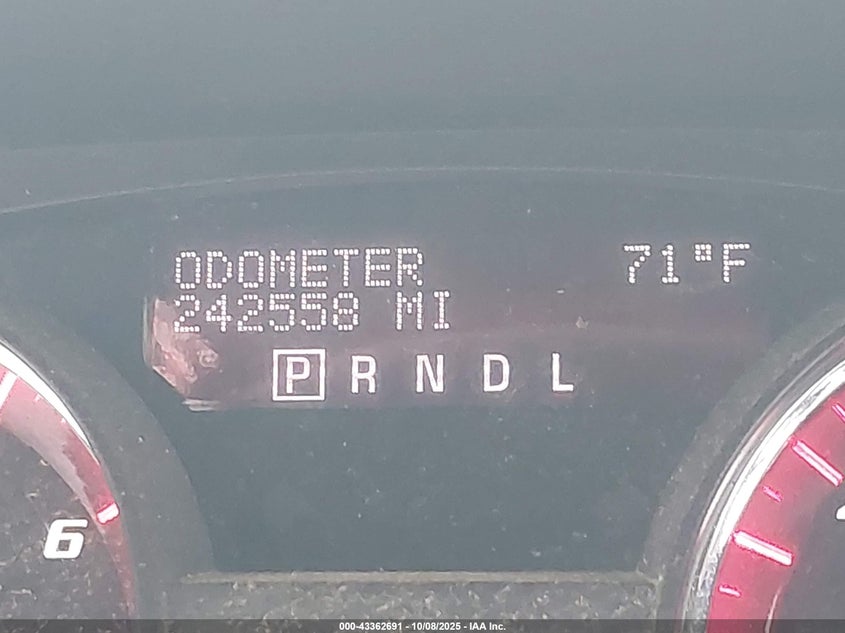 ODOMETER 71°F
242558 MI
P R N D L
6
000-43362691 - 10/08/2025 - IAA Inc.